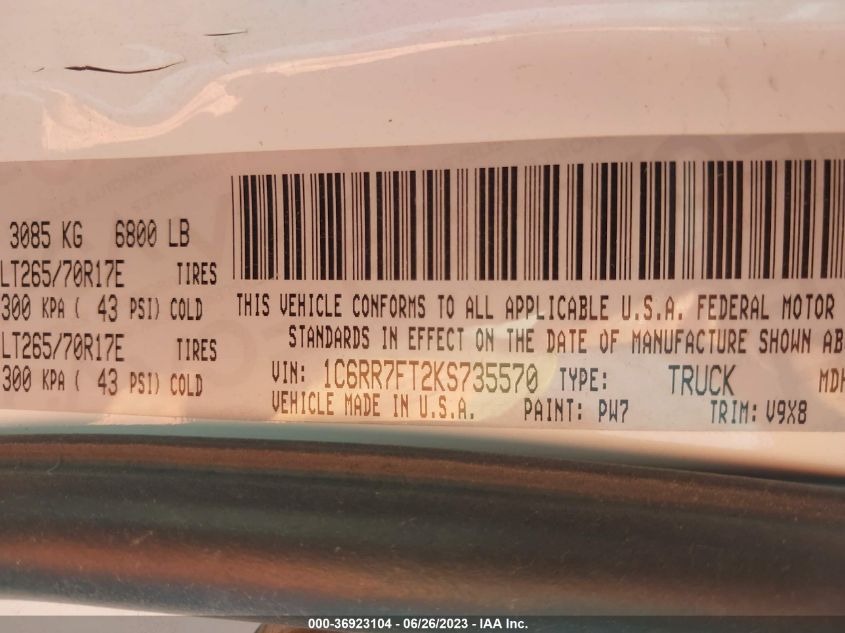 3085 KG 6800 LB
LT265/70R17E TIRES
300 KPA ( 43 PSI) COLD
LT265/70R17E TIRES
300 KPA ( 43 PSI) COLD
THIS VEHICLE CONFORMS TO ALL APPLICABLE U.S.A. FEDERAL MOTOR
STANDARDS IN EFFECT ON THE DATE OF MANUFACTURE SHOWN AB
VIN: 1C6RR7FT2KS735570 TYPE: TRUCK MDH
VEHICLE MADE IN U.S.A. PAINT: PW7 TRIM: V9X8
000-36923104 - 06/26/2023 - IAA Inc.